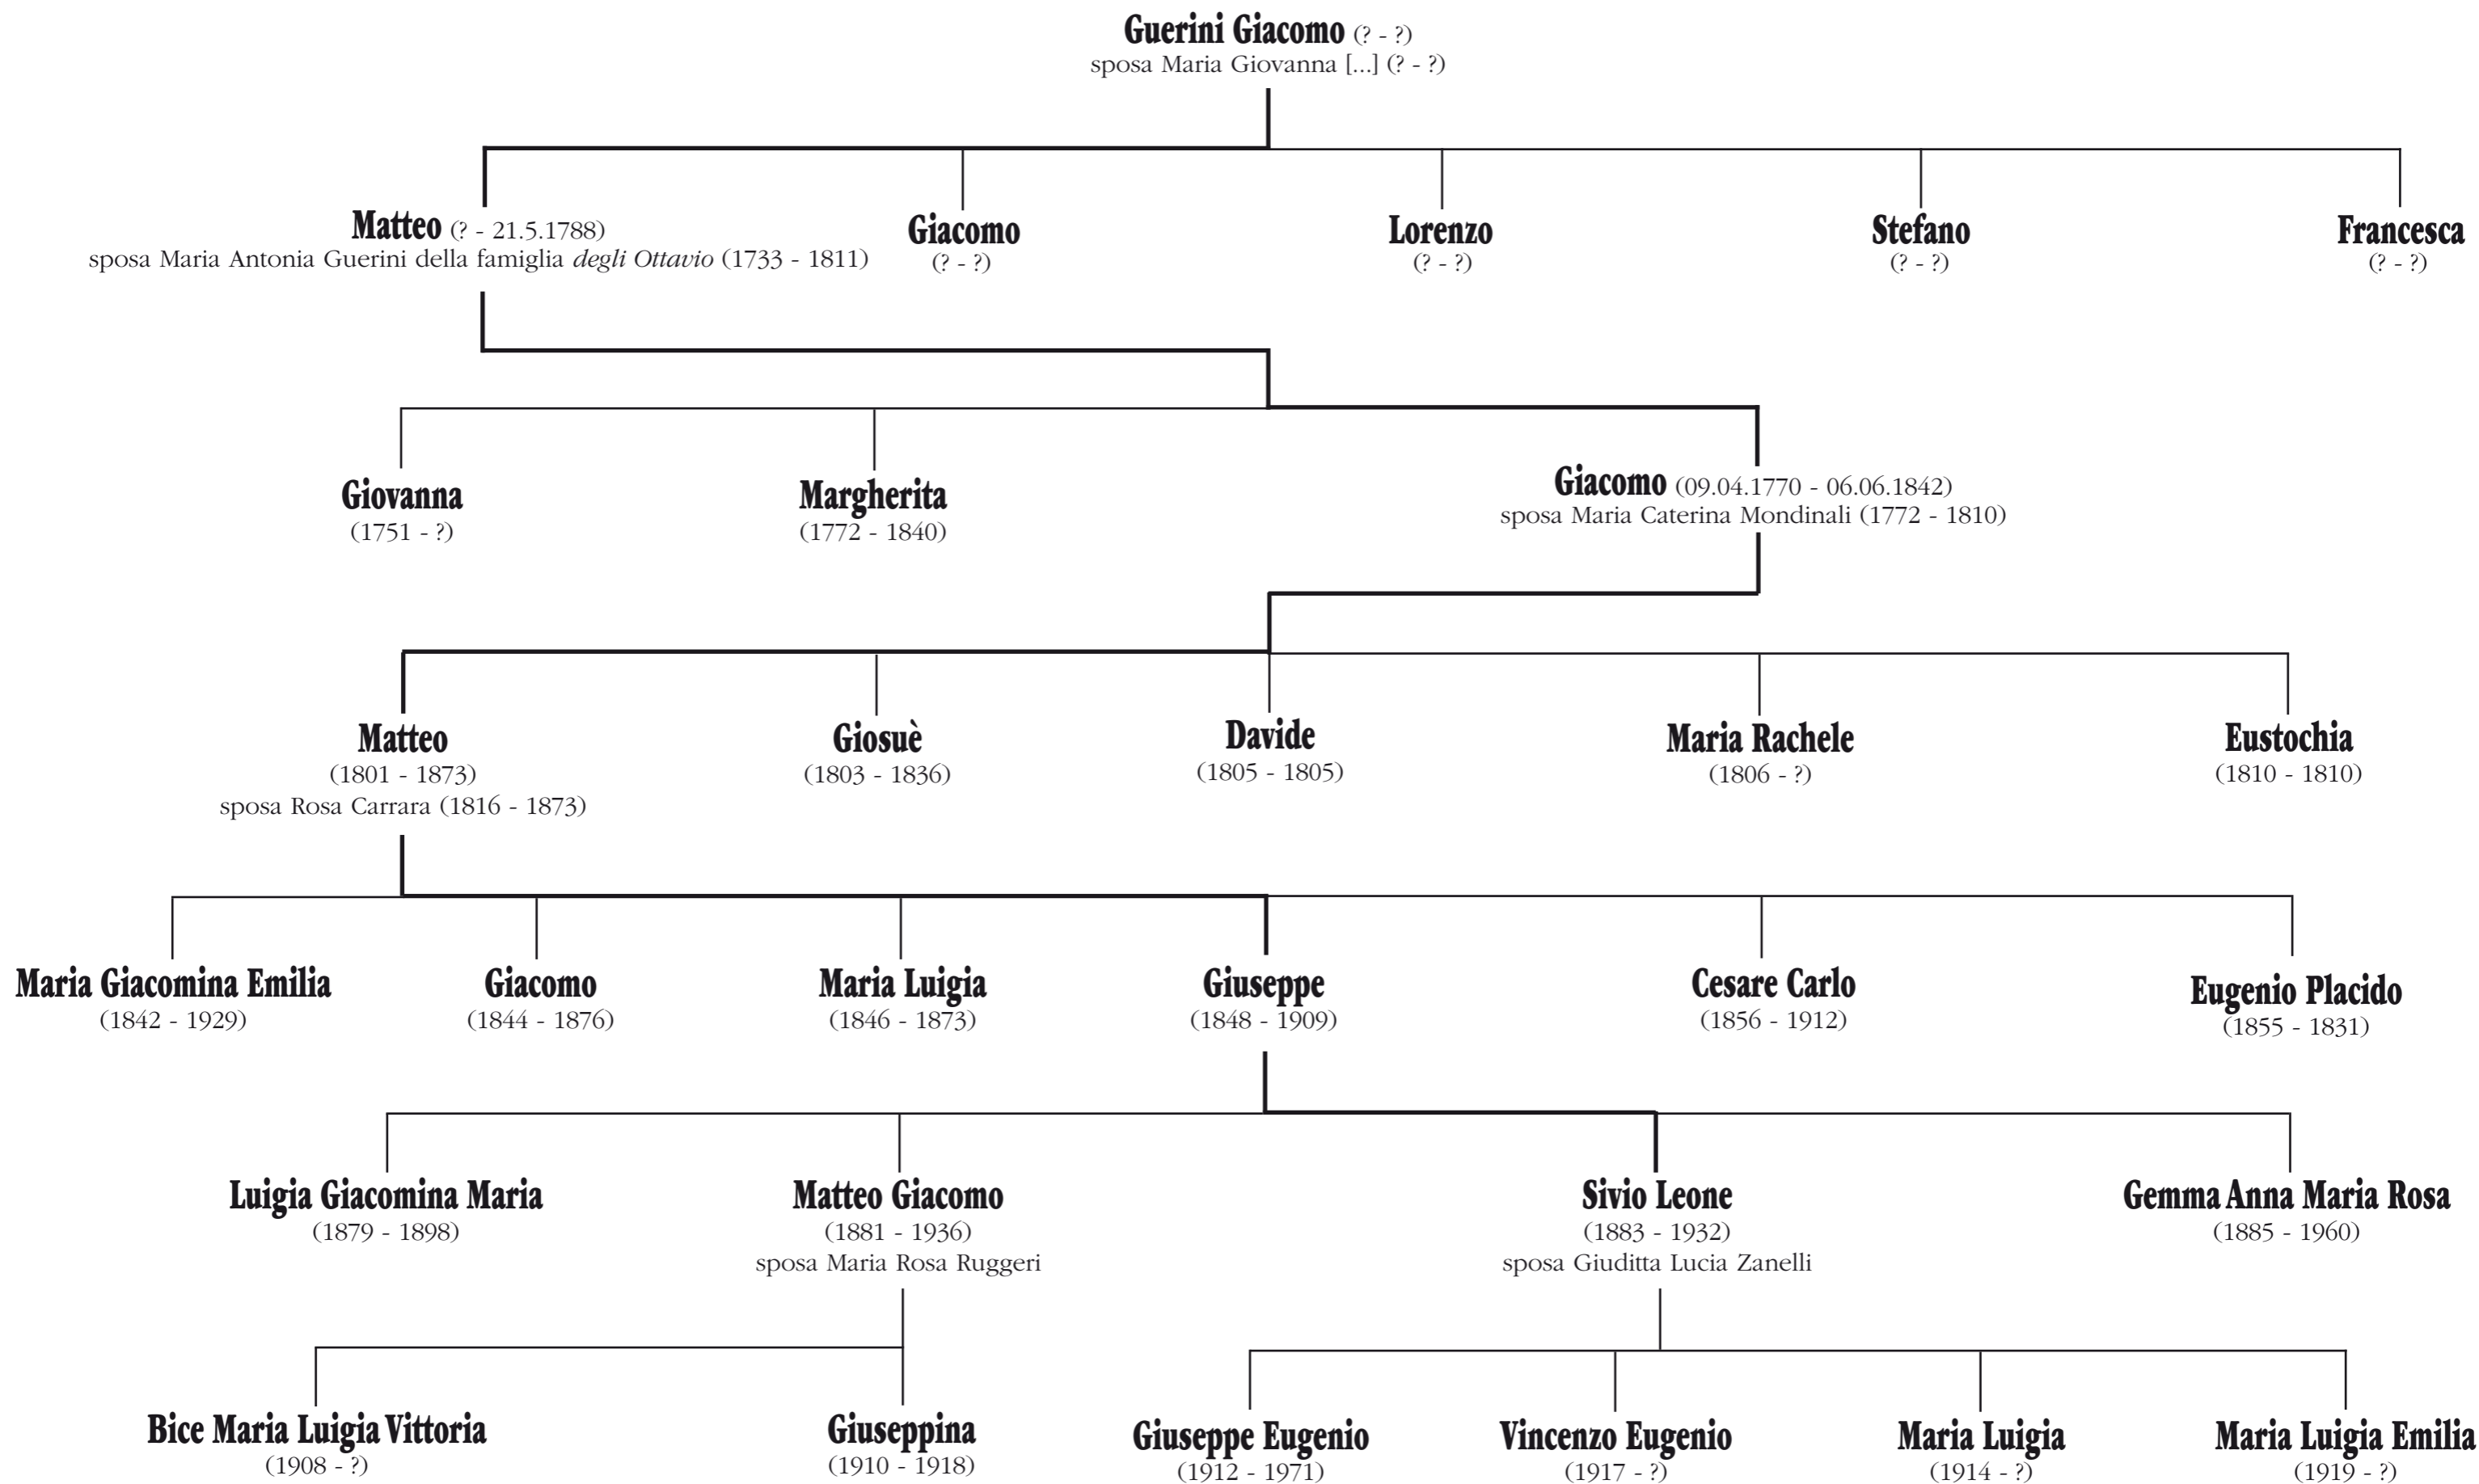 Guerini Giacomo (? - ?)
sposa Maria Giovanna [...] (? - ?)
Matteo (? - 21.5.1788)
sposa Maria Antonia Guerini della famiglia degli Ottavio (1733 - 1811)
Giacomo
(? - ?)
Lorenzo
(? - ?)
Stefano
(? - ?)
Francesca
(? - ?)
Giovanna
(1751 - ?)
Margherita
(1772 - 1840)
Giacomo (09.04.1770 - 06.06.1842)
sposa Maria Caterina Mondinali (1772 - 1810)
Matteo
(1801 - 1873)
sposa Rosa Carrara (1816 - 1873)
Giosuè
(1803 - 1836)
Davide
(1805 - 1805)
Maria Rachele
(1806 - ?)
Eustochia
(1810 - 1810)
Maria Giacomina Emilia
(1842 - 1929)
Giacomo
(1844 - 1876)
Maria Luigia
(1846 - 1873)
Giuseppe
(1848 - 1909)
Cesare Carlo
(1856 - 1912)
Eugenio Placido
(1855 - 1831)
Luigia Giacomina Maria
(1879 - 1898)
Matteo Giacomo
(1881 - 1936)
sposa Maria Rosa Ruggeri
Sivio Leone
(1883 - 1932)
sposa Giuditta Lucia Zanelli
Gemma Anna Maria Rosa
(1885 - 1960)
Bice Maria Luigia Vittoria
(1908 - ?)
Giuseppina
(1910 - 1918)
Giuseppe Eugenio
(1912 - 1971)
Vincenzo Eugenio
(1917 - ?)
Maria Luigia
(1914 - ?)
Maria Luigia Emilia
(1919 - ?)